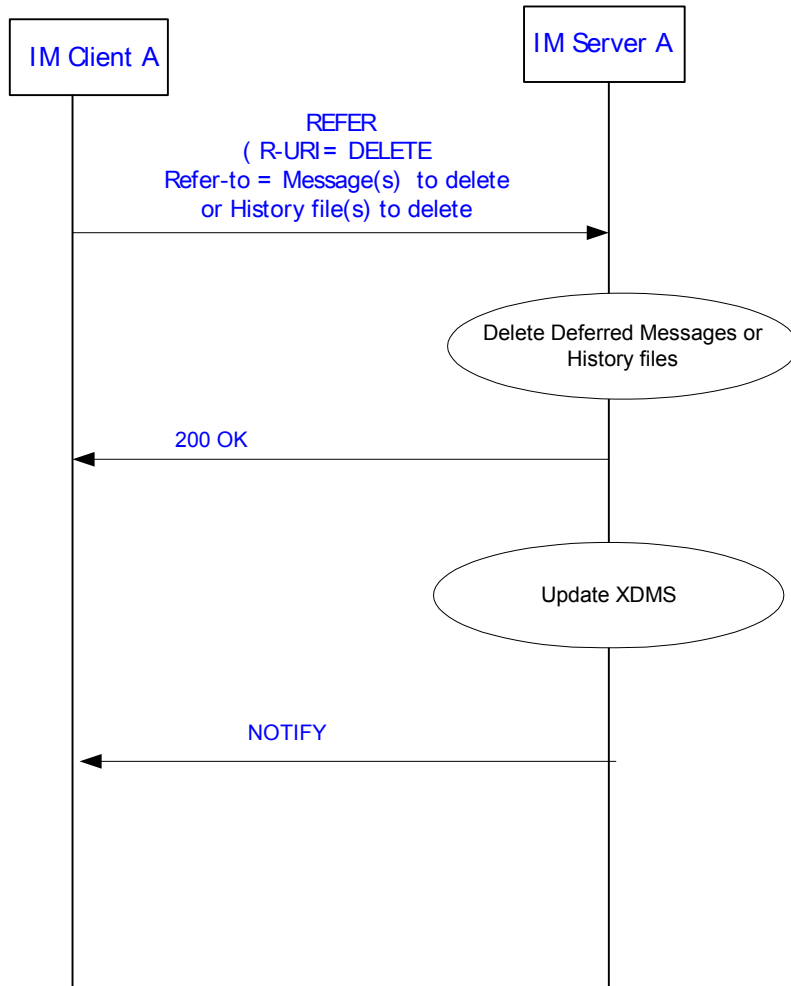 IM Client A
IM Server A
REFER
( R-URI= DELETE
Refer-to = Message(s) to delete
or History file(s) to delete
Delete Deferred Messages or
History files
200 OK
Update XDMS
NOTIFY